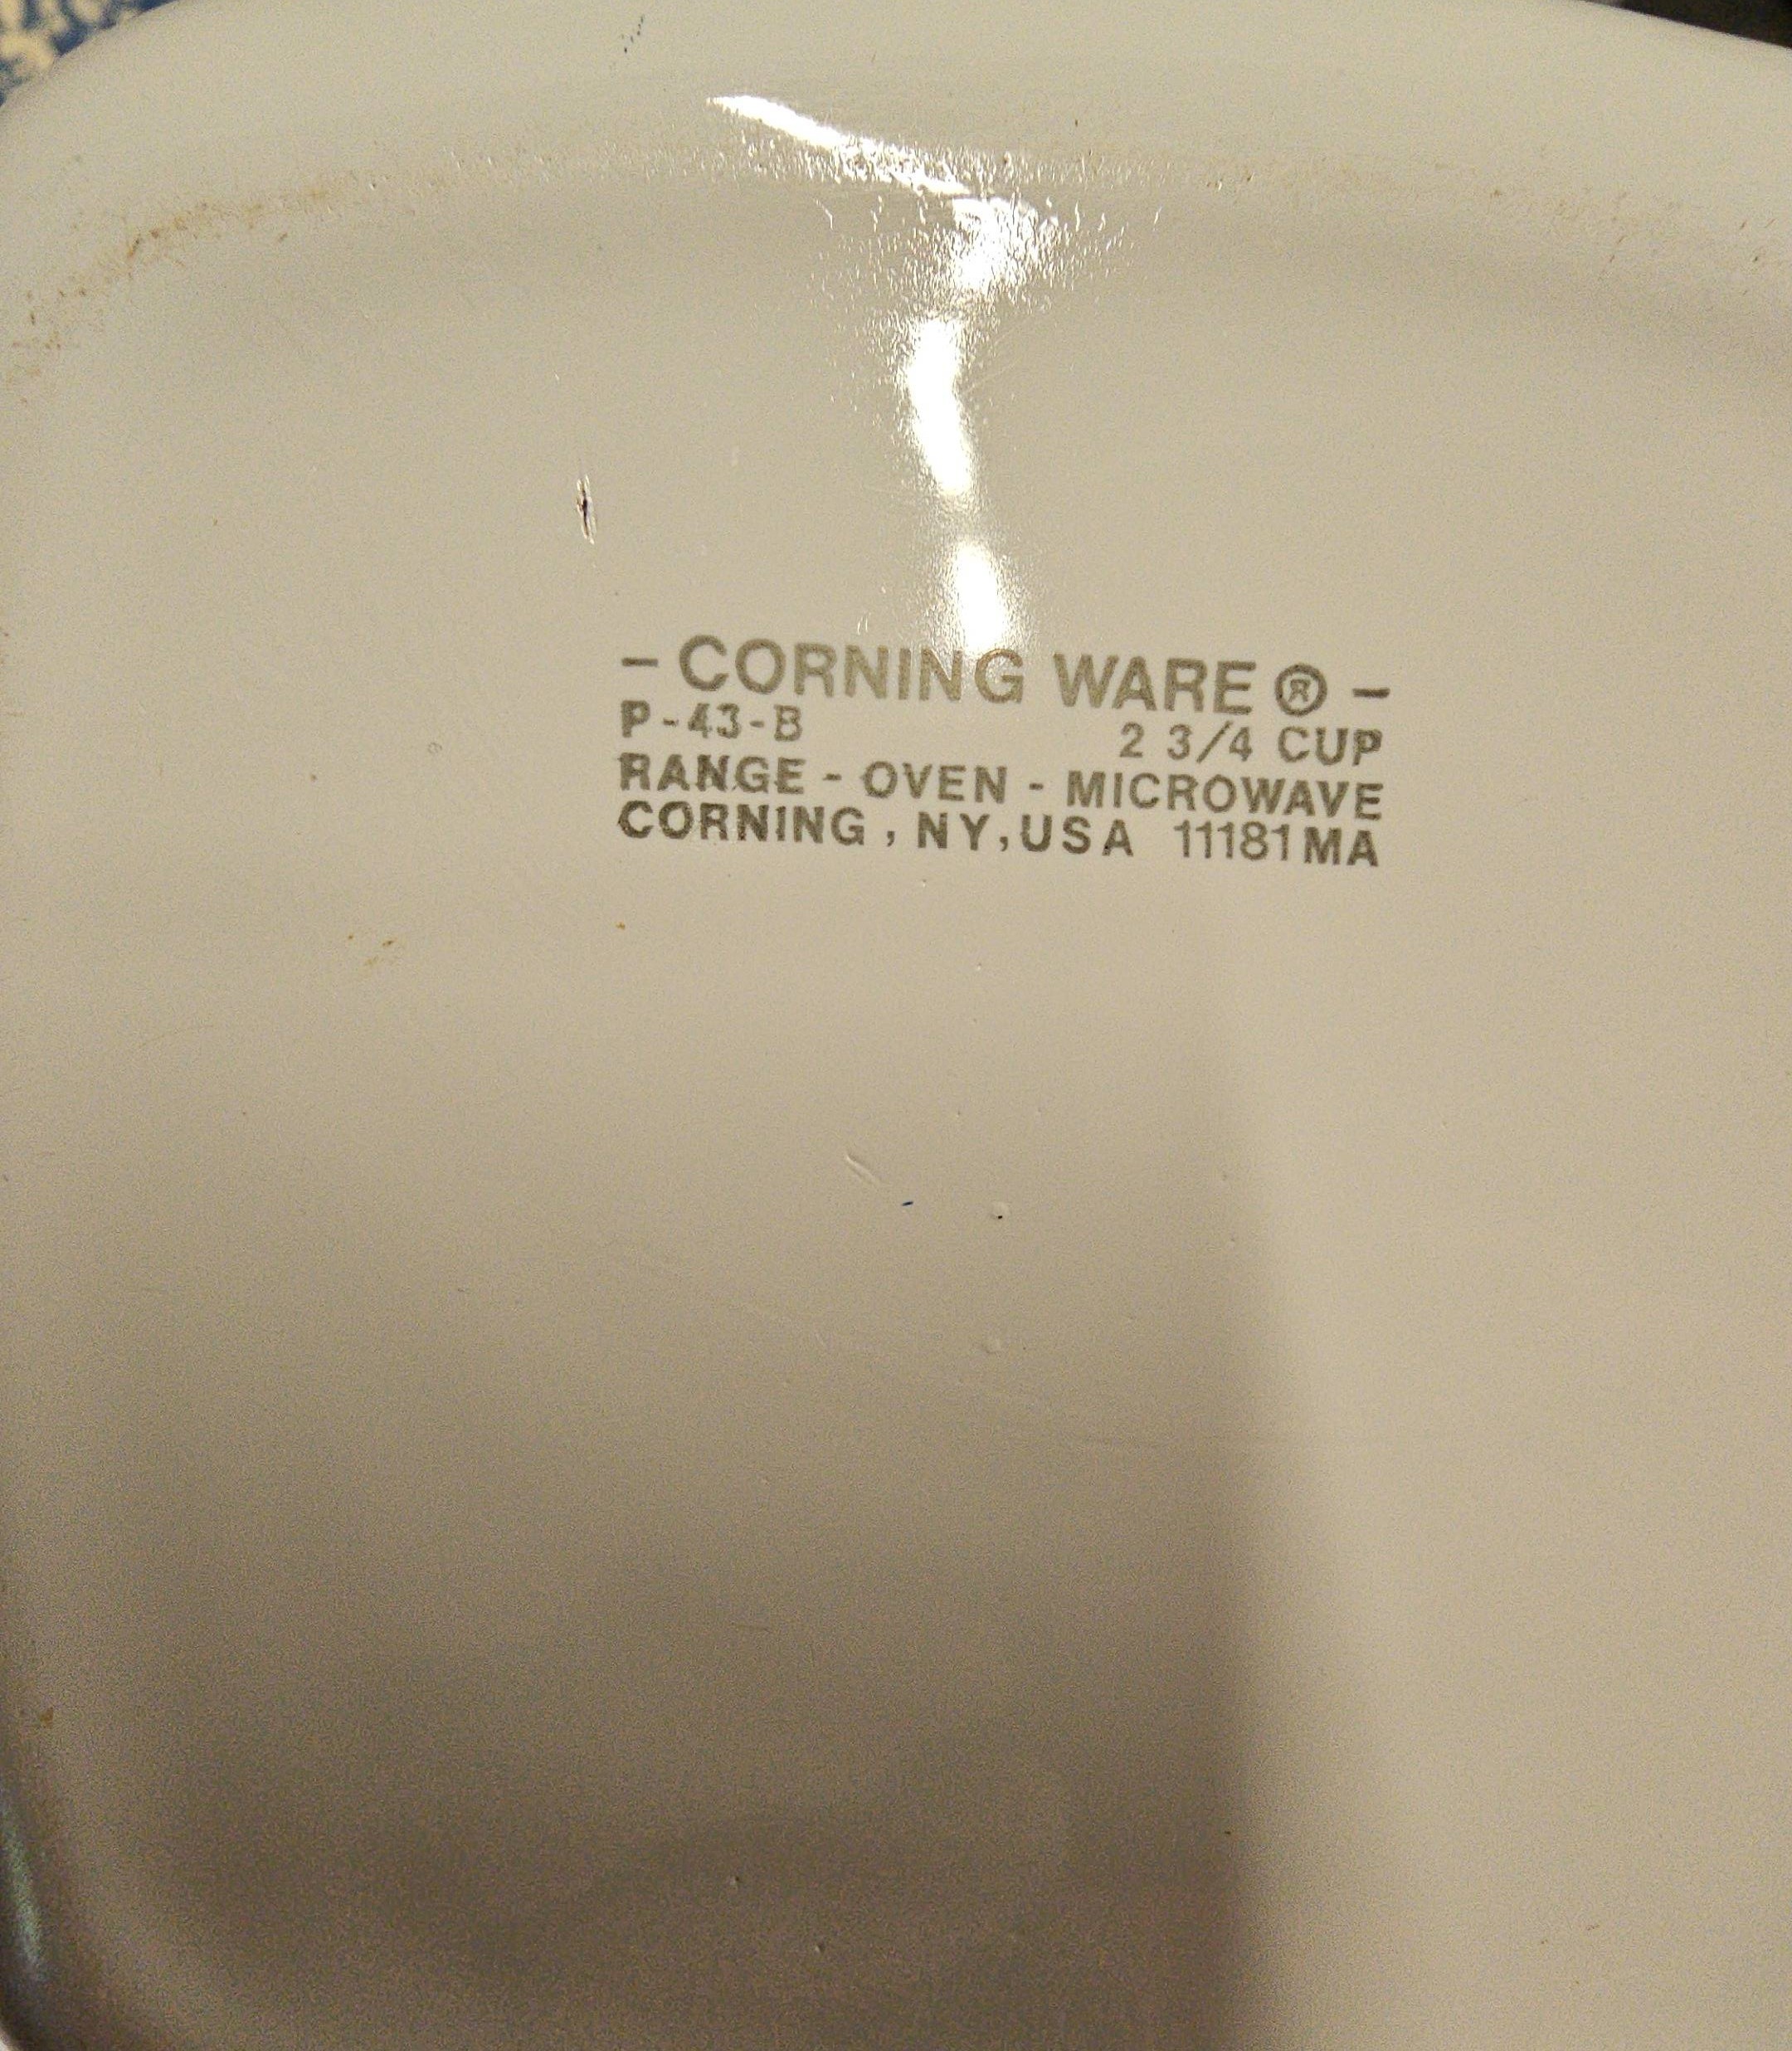 - CORNING WARE ® -
P-43-B 2 3/4 CUP
RANGE - OVEN - MICROWAVE
CORNING, NY, USA 11181MA